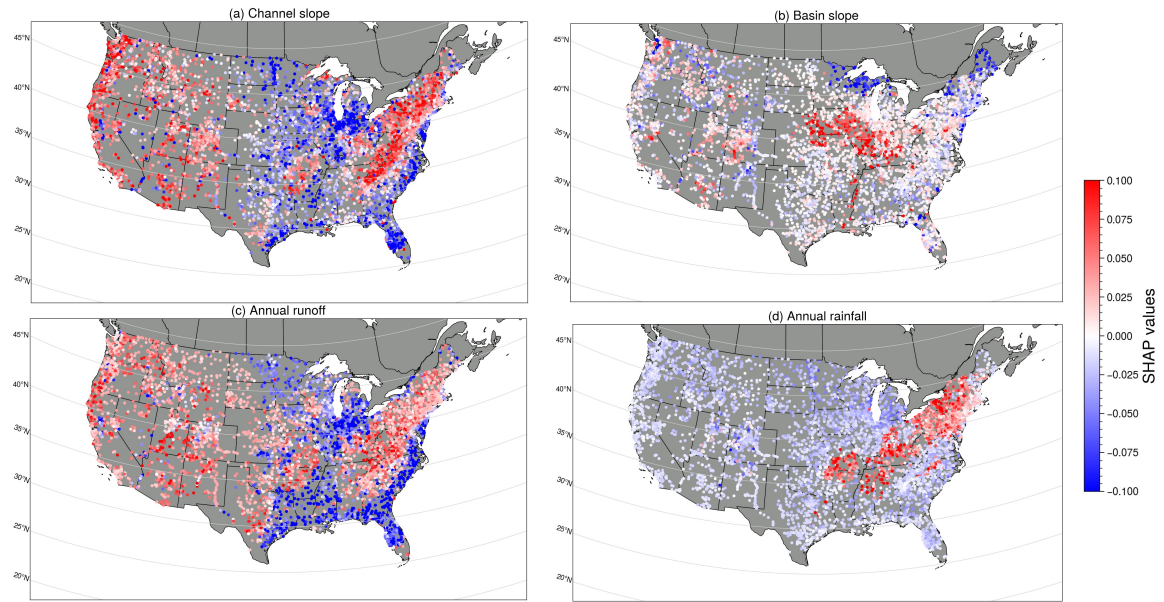 (a) Channel slope
45°N
40°N
35°N
30°N
25°N
20°N
(b) Basin slope
45°N
40°N
35°N
30°N
25°N
20°N
(c) Annual runoff
45°N
40°N
35°N
30°N
25°N
20°N
(d) Annual rainfall
45°N
40°N
35°N
30°N
25°N
20°N
0.100
0.075
0.050
0.025
0.000
−0.025
−0.050
−0.075
−0.100
SHAP values